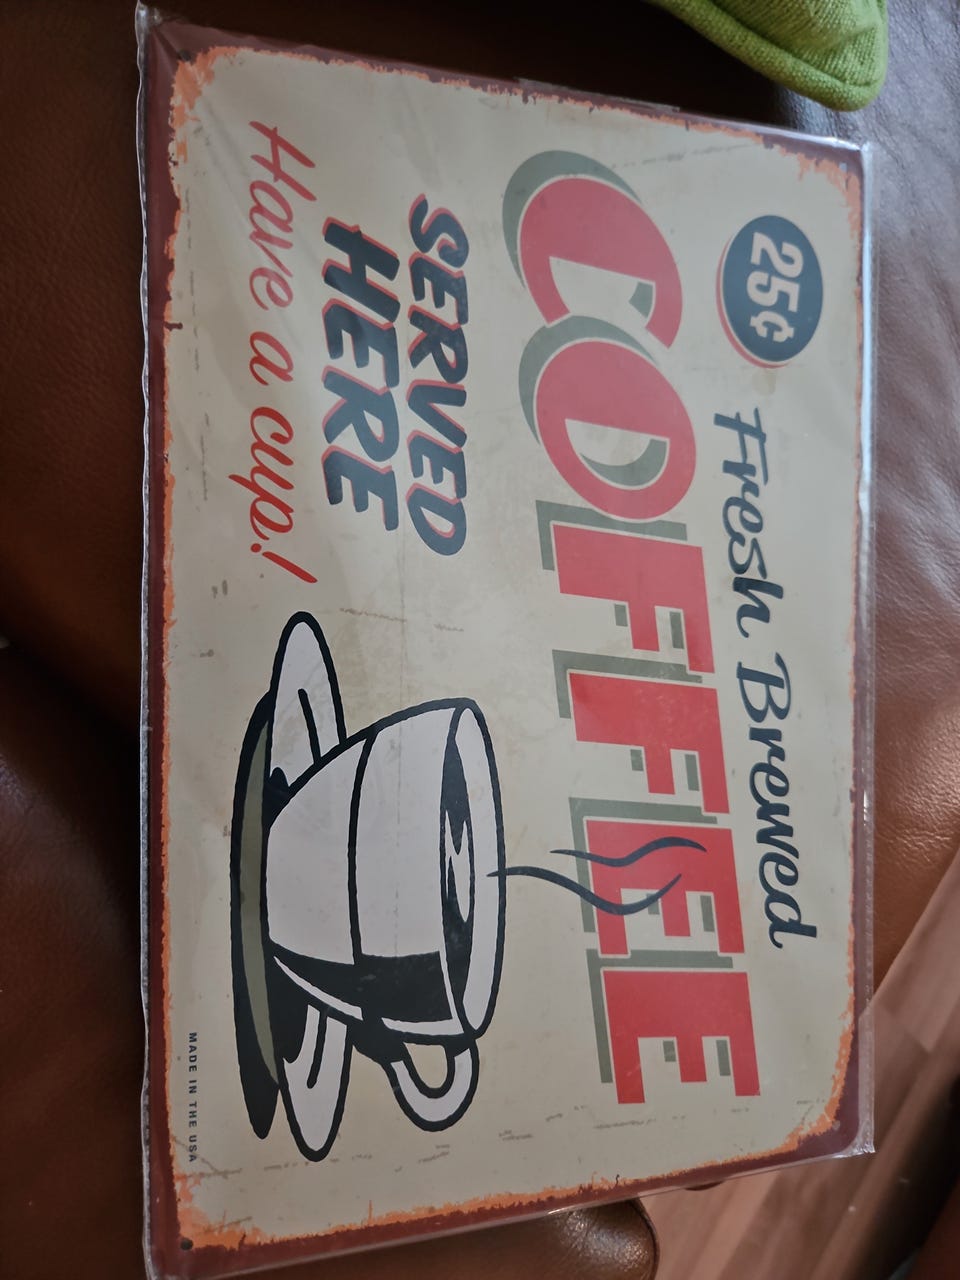 25¢
Fresh Brewed
COFFEE
SERVED
HERE
Have a cup!
MADE IN THE USA